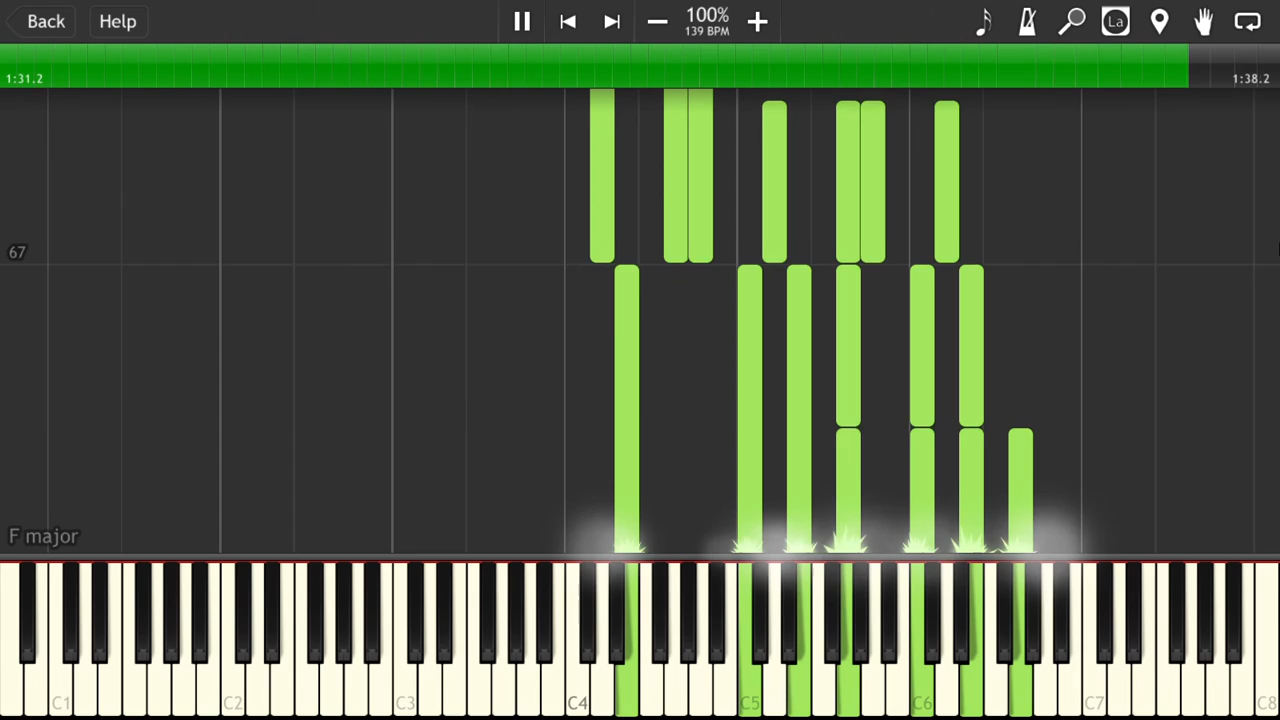 Back
Help
100%
139 BPM
La
1:31.2
1:38.2
67
F major
C1
C2
C3
C4
C5
C6
C7
C8